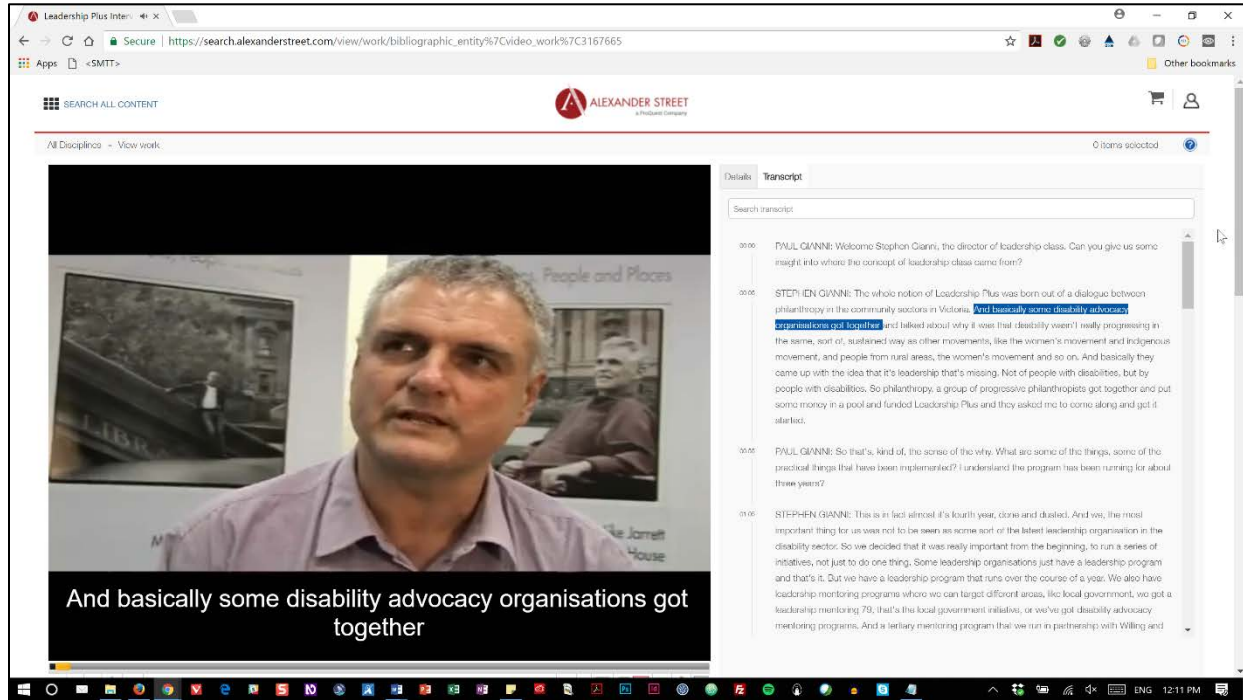 Leadership Plus Inter
Secure | https://search.alexanderstreet.com/view/work/bibliographic_entity%7Cvideo_work%7C3167665
Apps <SMTT> Other bookmarks
SEARCH ALL CONTENT
ALEXANDER STREET
a ProQuest Company
All Disciplines View work 0 items selected
Details Transcript
Search transcript
00:00 PAUL GIANNI: Welcome Stephen Gianni, the director of leadership class. Can you give us some
insight into where the concept of leadership class came from?
STEPHEN GIANNI: The whole notion of Leadership Plus was born out of a dialogue between
philanthropy in the community sectors in Victoria. And basically some disability advocacy
organisations got together and talked about why it was that disability weren't really progressing in
the same, sort of, sustained way as other movements, like the women's movement and indigenous
movement, and people from rural areas, the women's movement and so on. And basically they
came up with the idea that it's leadership that's missing. Not of people with disabilities, but by
people with disabilities. So philanthropy, a group of progressive philanthropists got together and put
some money in a pool and funded Leadership Plus and they asked me to come along and get it
started.
PAUL GIANNI: So that's, kind of, the sense of the why. What are some of the things, some of the
practical things that have been implemented? I understand the program has been running for about
three years?
STEPHEN GIANNI: This is in fact almost it's fourth year, done and dusted. And we, the most
important thing for us was not to be seen as some sort of the latest leadership organisation in the
disability sector. So we decided that it was really important from the beginning, to run a series of
initiatives, not just to do one thing. Some leadership organisations just have a leadership program
and that's it. But we have a leadership program that runs over the course of a year. We also have
leadership mentoring programs where we can target different areas, like local government, we got a
leadership mentoring 79, that's the local government initiative, or we've got disability advocacy
mentoring programs. And a tertiary mentoring program that we run in partnership with Willing and
People and Places
LIBR
ke Jarrett
House
And basically some disability advocacy organisations got
together
ENG 12:11 PM